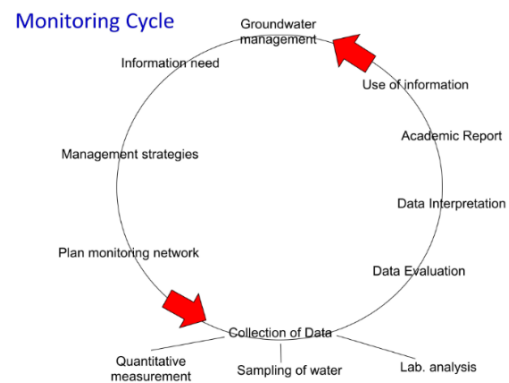 Monitoring Cycle
Groundwater
management
Information need
Use of information
Academic Report
Management strategies
Data Interpretation
Plan monitoring network
Data Evaluation
Collection of Data
Quantitative
measurement
Sampling of water
Lab. analysis